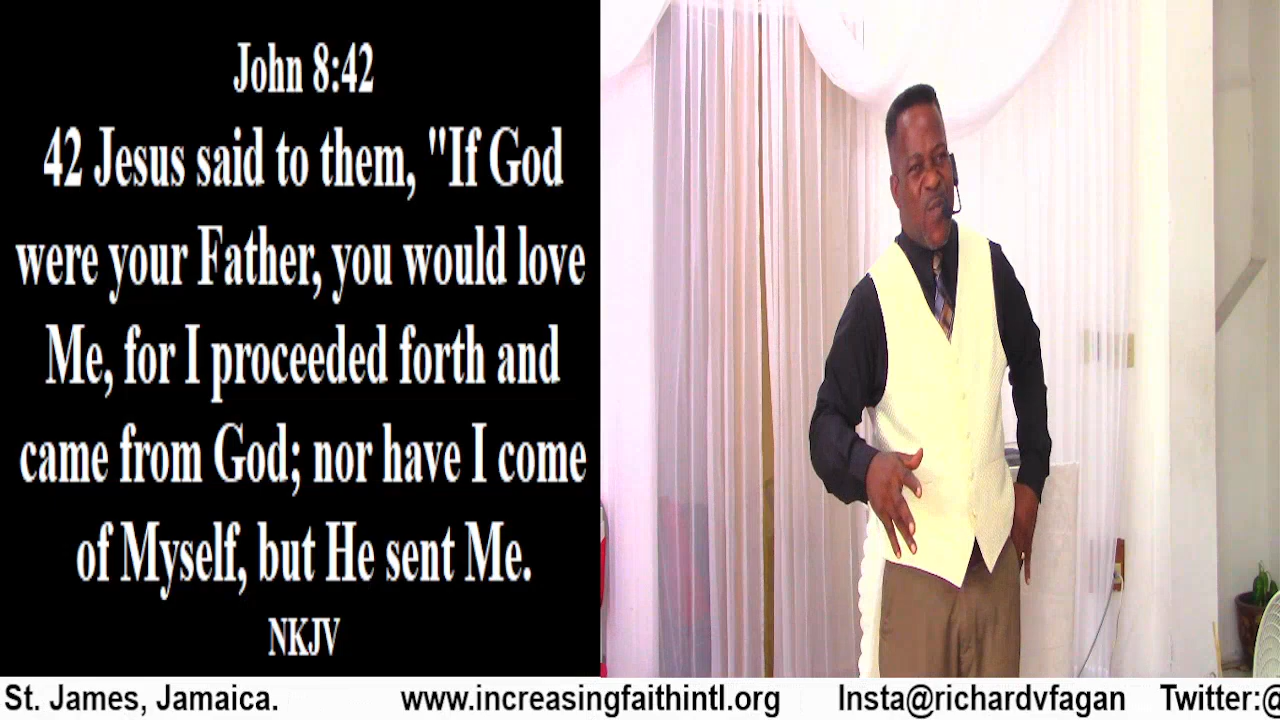 John 8:42
42 Jesus said to them, "If God
were your Father, you would love
Me, for I proceeded forth and
came from God; nor have I come
of Myself, but He sent Me.
NKJV
St. James, Jamaica. www.increasingfaithintl.org Insta@richardvfagan Twitter:@